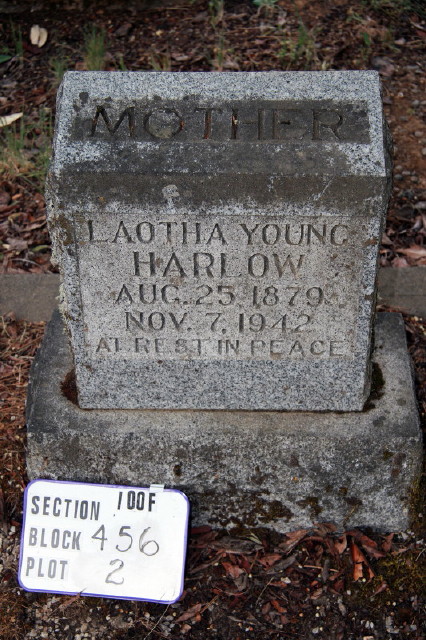 MOTHER
LAOTHA YOUNG
HARLOW
AUG. 25, 1879
NOV. 7, 1942
AT REST IN PEACE
SECTION 100F
BLOCK 456
PLOT 2